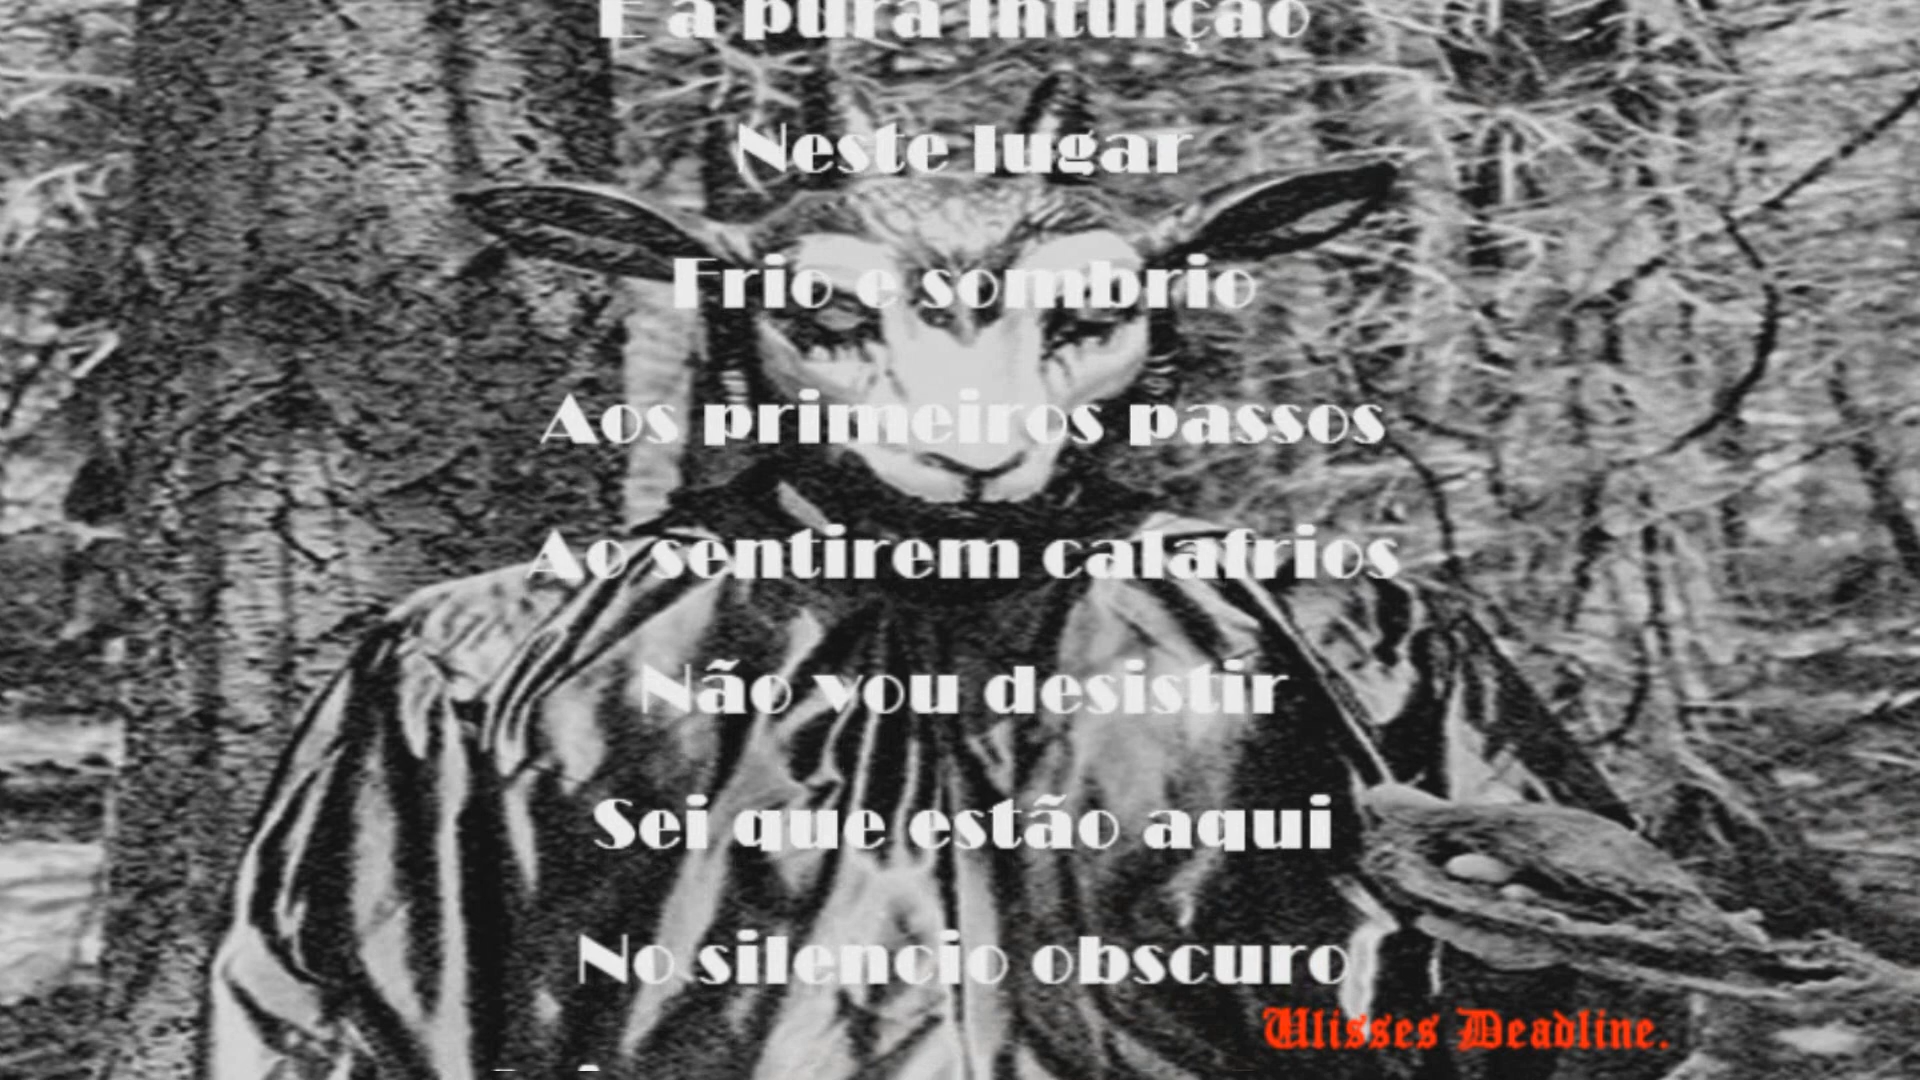 E a pura intuição
Neste lugar
Frio e sombrio
Aos primeiros passos
Ao sentirem calafrios
Não vou desistir
Sei que estão aqui
No silencio obscuro
Ulisses Deadline.